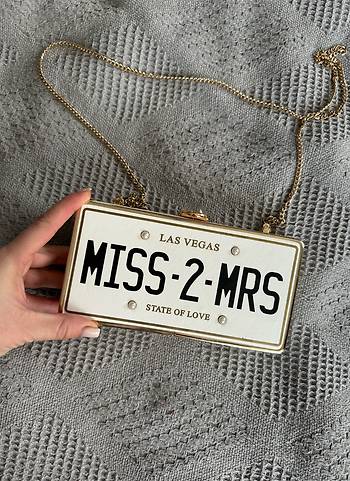 LAS VEGAS
MISS-2-MRS
STATE OF LOVE